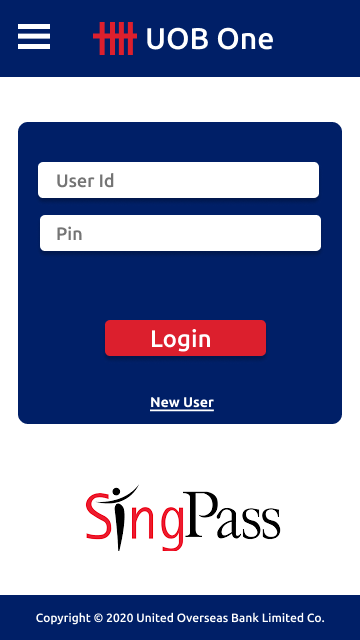 UOB One
User Id
Pin
Login
New User
SingPass
Copyright © 2020 United Overseas Bank Limited Co.